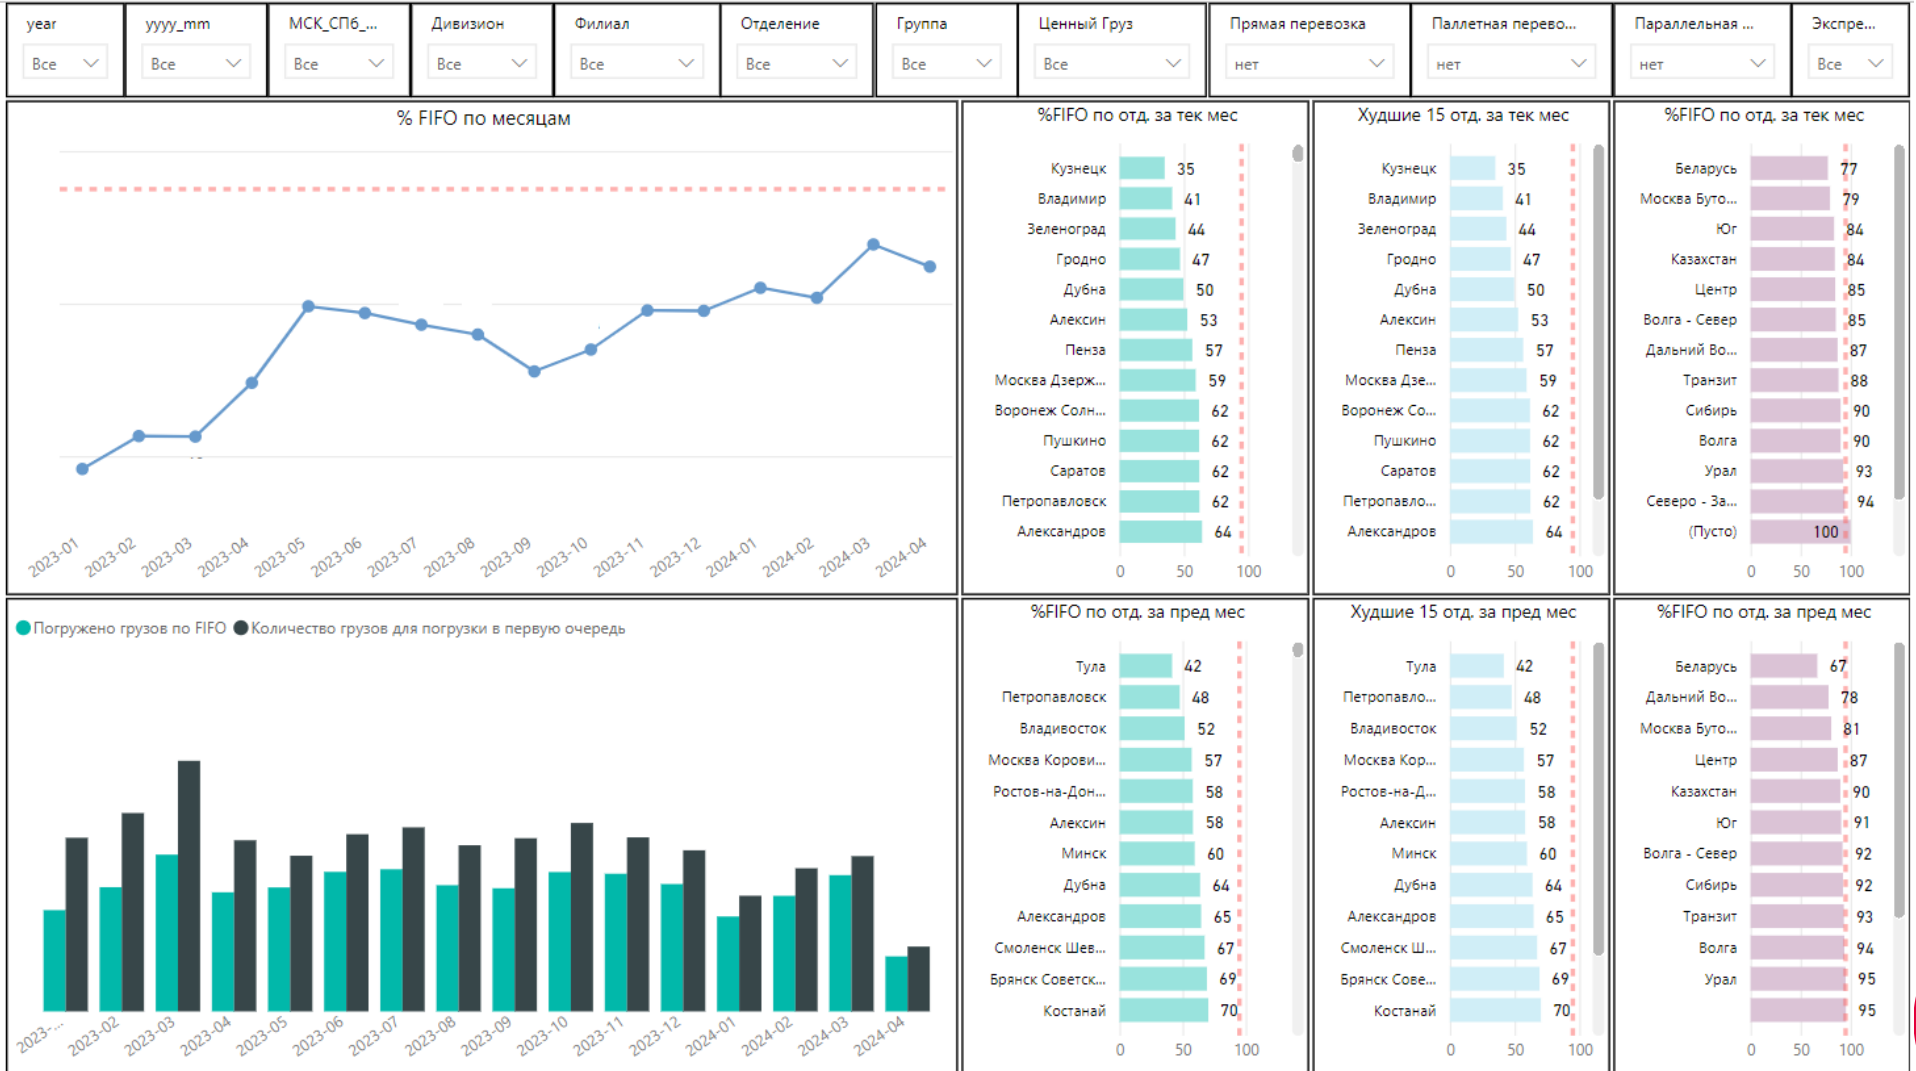 year
yyyy_mm
МСК_СПб_...
Дивизион
Филиал
Отделение
Группа
Ценный Груз
Прямая перевозка
Паллетная перево...
Параллельная ...
Экспре...
Все
Все
Все
Все
Все
Все
Все
Все
нет
нет
нет
Все
% FIFO по месяцам
2023-01
2023-02
2023-03
2023-04
2023-05
2023-06
2023-07
2023-08
2023-09
2023-10
2023-11
2023-12
2024-01
2024-02
2024-03
2024-04
%FIFO по отд. за тек мес
Кузнецк 35
Владимир 41
Зеленоград 44
Гродно 47
Дубна 50
Алексин 53
Пенза 57
Москва Дзерж... 59
Воронеж Солн... 62
Пушкино 62
Саратов 62
Петропавловск 62
Александров 64
0 50 100
Худшие 15 отд. за тек мес
Кузнецк 35
Владимир 41
Зеленоград 44
Гродно 47
Дубна 50
Алексин 53
Пенза 57
Москва Дзе... 59
Воронеж Со... 62
Пушкино 62
Саратов 62
Петропавло... 62
Александров 64
0 50 100
%FIFO по отд. за тек мес
Беларусь 77
Москва Буто... 79
Юг 84
Казахстан 84
Центр 85
Волга - Север 85
Дальний Во... 87
Транзит 88
Сибирь 90
Волга 90
Урал 93
Северо - За... 94
(Пусто) 100
0 50 100
Погружено грузов по FIFO Количество грузов для погрузки в первую очередь
2023-...
2023-02
2023-03
2023-04
2023-05
2023-06
2023-07
2023-08
2023-09
2023-10
2023-11
2023-12
2024-01
2024-02
2024-03
2024-04
%FIFO по отд. за пред мес
Тула 42
Петропавловск 48
Владивосток 52
Москва Корови... 57
Ростов-на-Дон... 58
Алексин 58
Минск 60
Дубна 64
Александров 65
Смоленск Шев... 67
Брянск Советск... 69
Костанай 70
0 50 100
Худшие 15 отд. за пред мес
Тула 42
Петропавло... 48
Владивосток 52
Москва Кор... 57
Ростов-на-Д... 58
Алексин 58
Минск 60
Дубна 64
Александров 65
Смоленск Ш... 67
Брянск Сове... 69
Костанай 70
0 50 100
%FIFO по отд. за пред мес
Беларусь 67
Дальний Во... 78
Москва Буто... 81
Центр 87
Казахстан 90
Юг 91
Волга - Север 92
Сибирь 92
Транзит 93
Волга 94
Урал 95
95
0 50 100